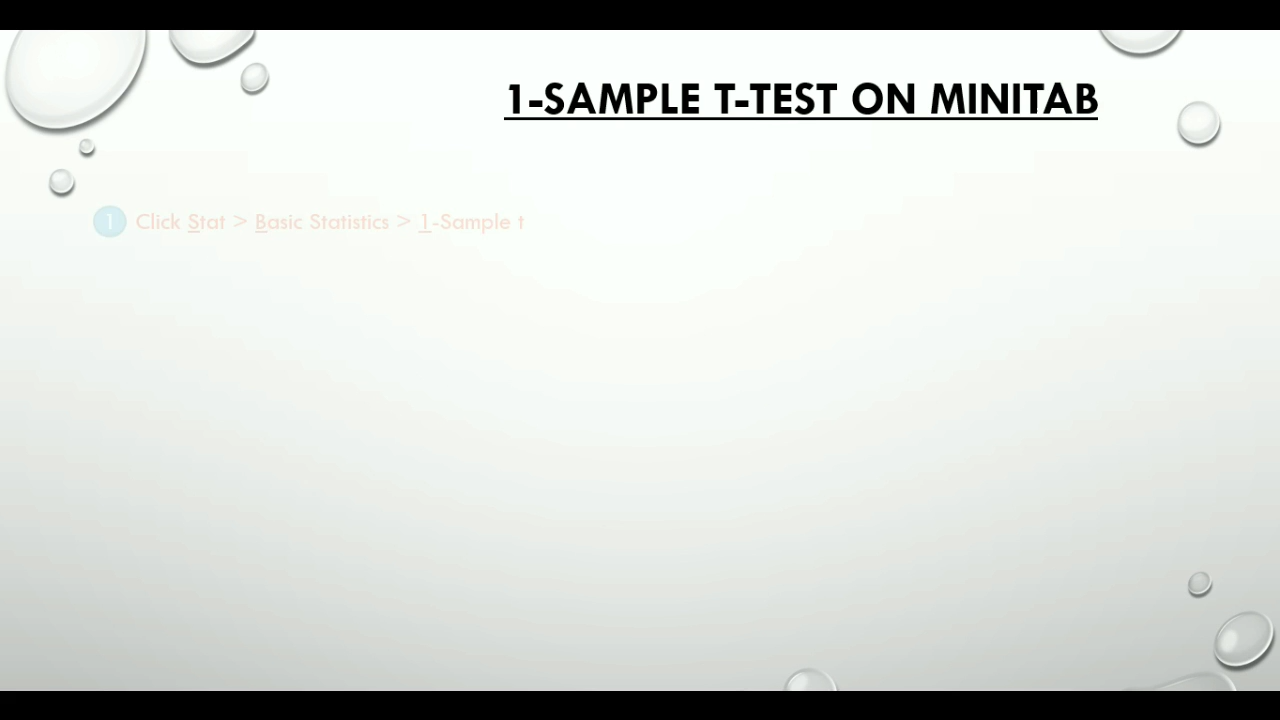 1-SAMPLE T-TEST ON MINITAB
1 Click Stat > Basic Statistics > 1-Sample t